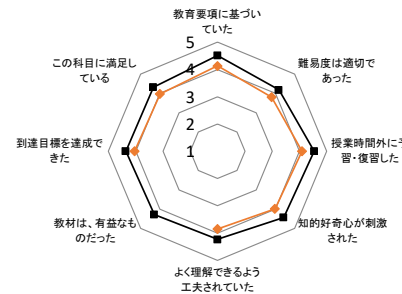 教育要項に基づい
ていた
5
この科目に満足し
ている
4
難易度は適切で
あった
3
2
到達目標を達成で
きた
1
授業時間外に
習・復習した
教材は、有益なも
のだった
知的好奇心が刺激
された
よく理解できるよう
工夫されていた